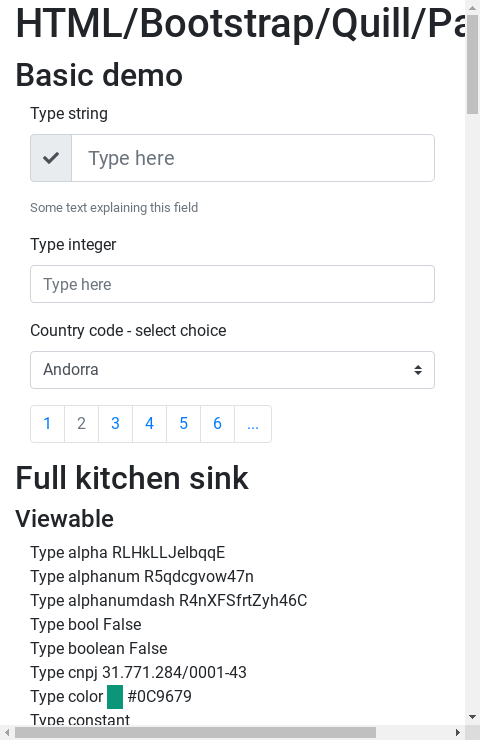 HTML/Bootstrap/Quill/Pa
Basic demo
Type string
Type here
Some text explaining this field
Type integer
Type here
Country code - select choice
Andorra
1 2 3 4 5 6 ...
Full kitchen sink
Viewable
Type alpha RLHkLLJelbqqE
Type alphanum R5qdcgvow47n
Type alphanumdash R4nXFSfrtZyh46C
Type bool False
Type boolean False
Type cnpj 31.771.284/0001-43
Type color #0C9679
Type constant